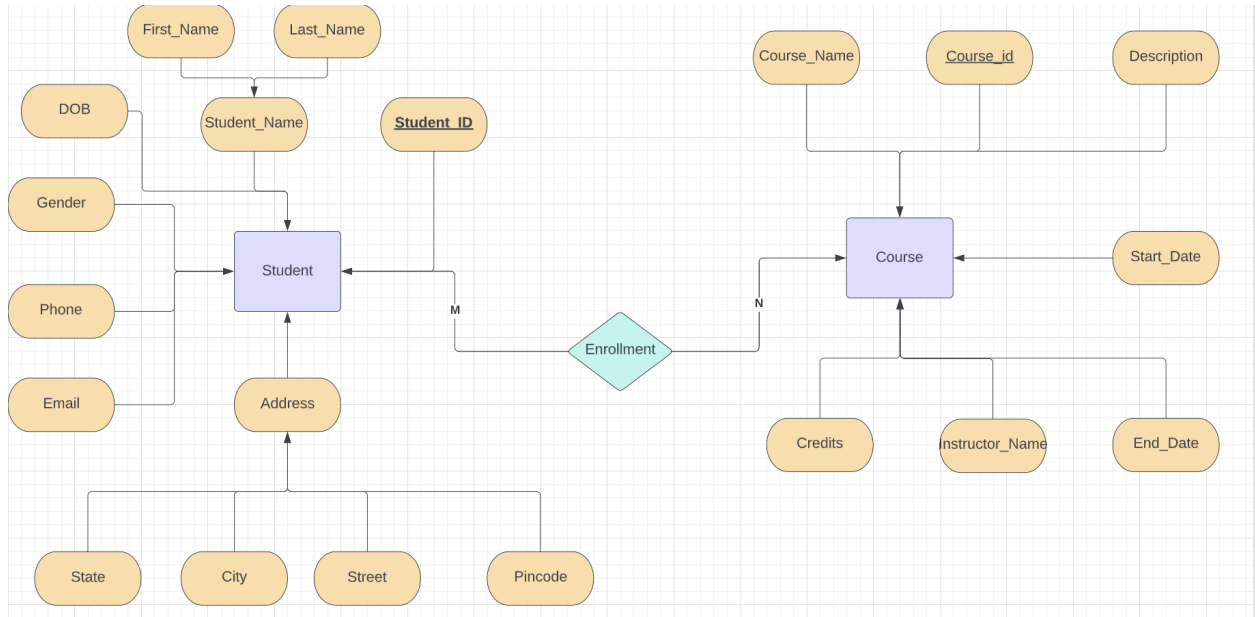 First_Name
Last_Name
Course_Name
Course_id
Description
DOB
Student_Name
Student_ID
Gender
Student
Course
Start_Date
Phone
M
N
Enrollment
Email
Address
Credits
Instructor_Name
End_Date
State
City
Street
Pincode